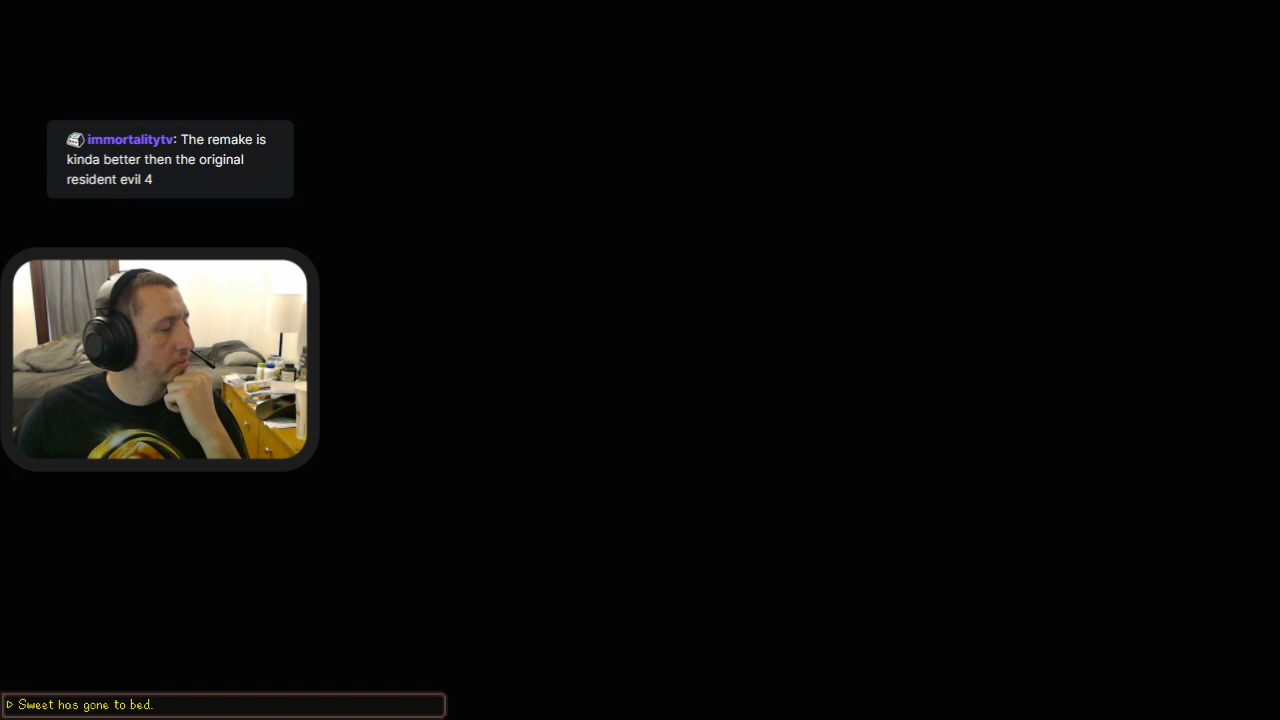 immortalitytv: The remake is
kinda better then the original
resident evil 4
Sweet has gone to bed.